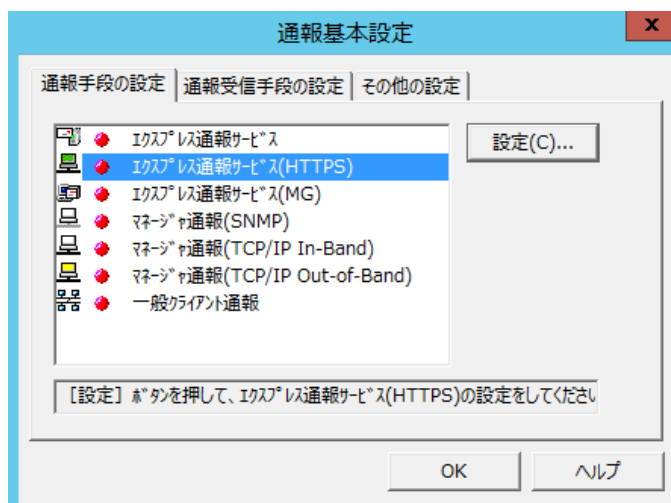 通報基本設定
x
通報手段の設定 通報受信手段の設定 その他の設定
ｴｸｽﾌﾟﾚｽ通報ｻｰﾋﾞｽ
設定(C)...
ｴｸｽﾌﾟﾚｽ通報ｻｰﾋﾞｽ(HTTPS)
ｴｸｽﾌﾟﾚｽ通報ｻｰﾋﾞｽ(MG)
ﾏﾈｰｼﾞｬ通報(SNMP)
ﾏﾈｰｼﾞｬ通報(TCP/IP In-Band)
ﾏﾈｰｼﾞｬ通報(TCP/IP Out-of-Band)
一般ｸﾗｲｱﾝﾄ通報
［設定］ﾎﾞﾀﾝを押して､ｴｸｽﾌﾟﾚｽ通報ｻｰﾋﾞｽ(HTTPS)の設定をしてくださ
OK ヘルプ